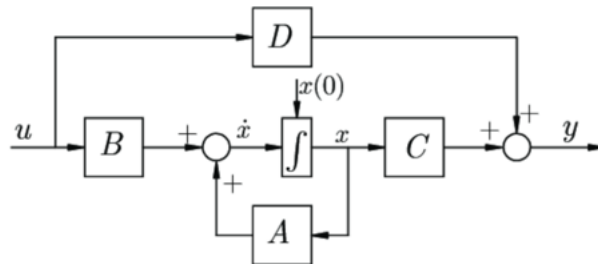 D
x(0)
u
B
+
ẋ
∫
x
C
+
+
y
+
A